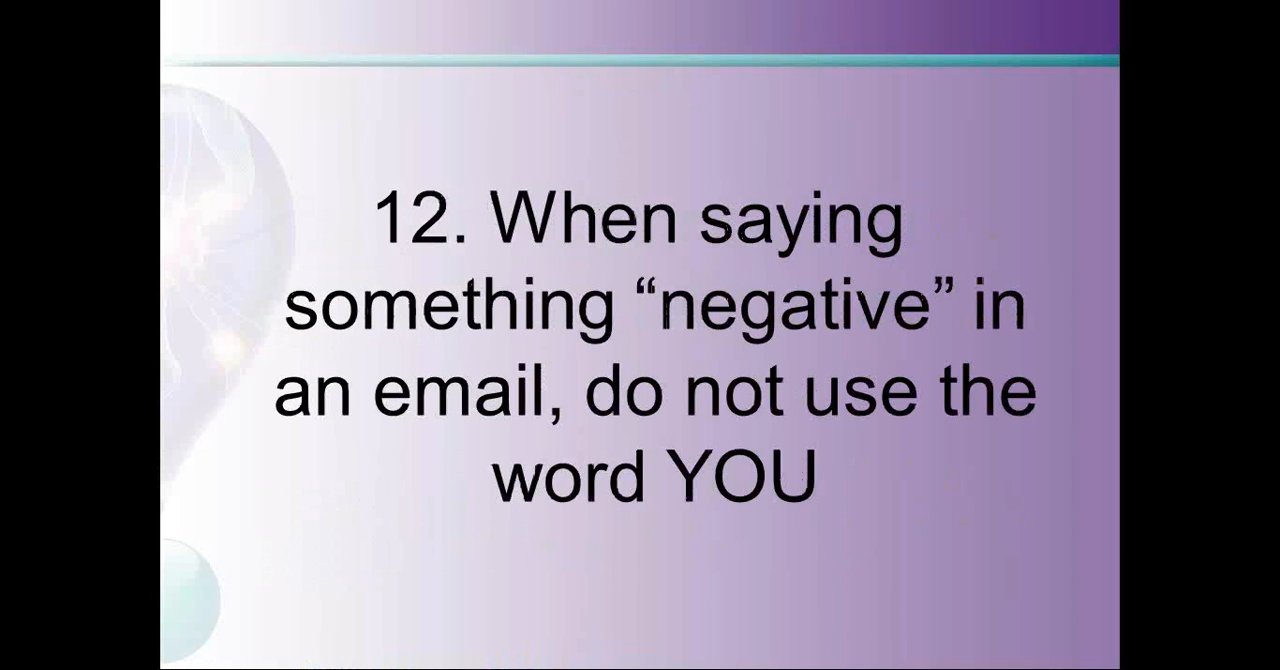 12. When saying
something “negative” in
an email, do not use the
word YOU